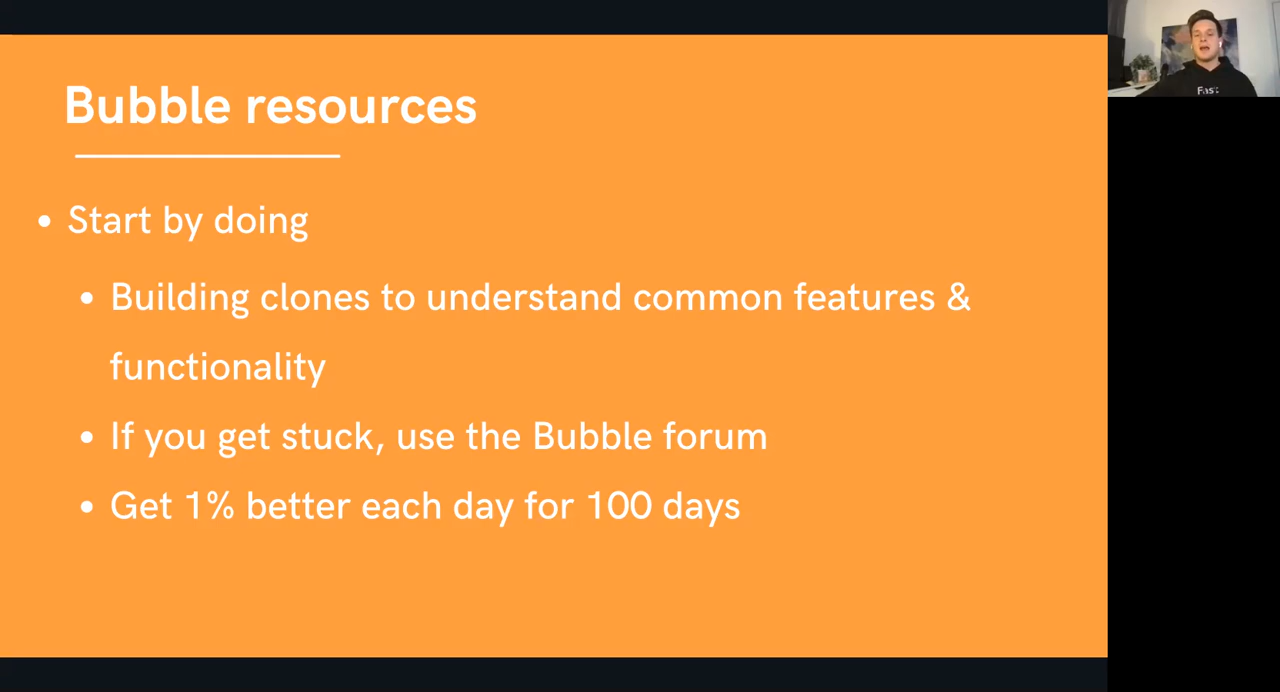 Bubble resources
Start by doing
Building clones to understand common features &
functionality
If you get stuck, use the Bubble forum
Get 1% better each day for 100 days
Fast